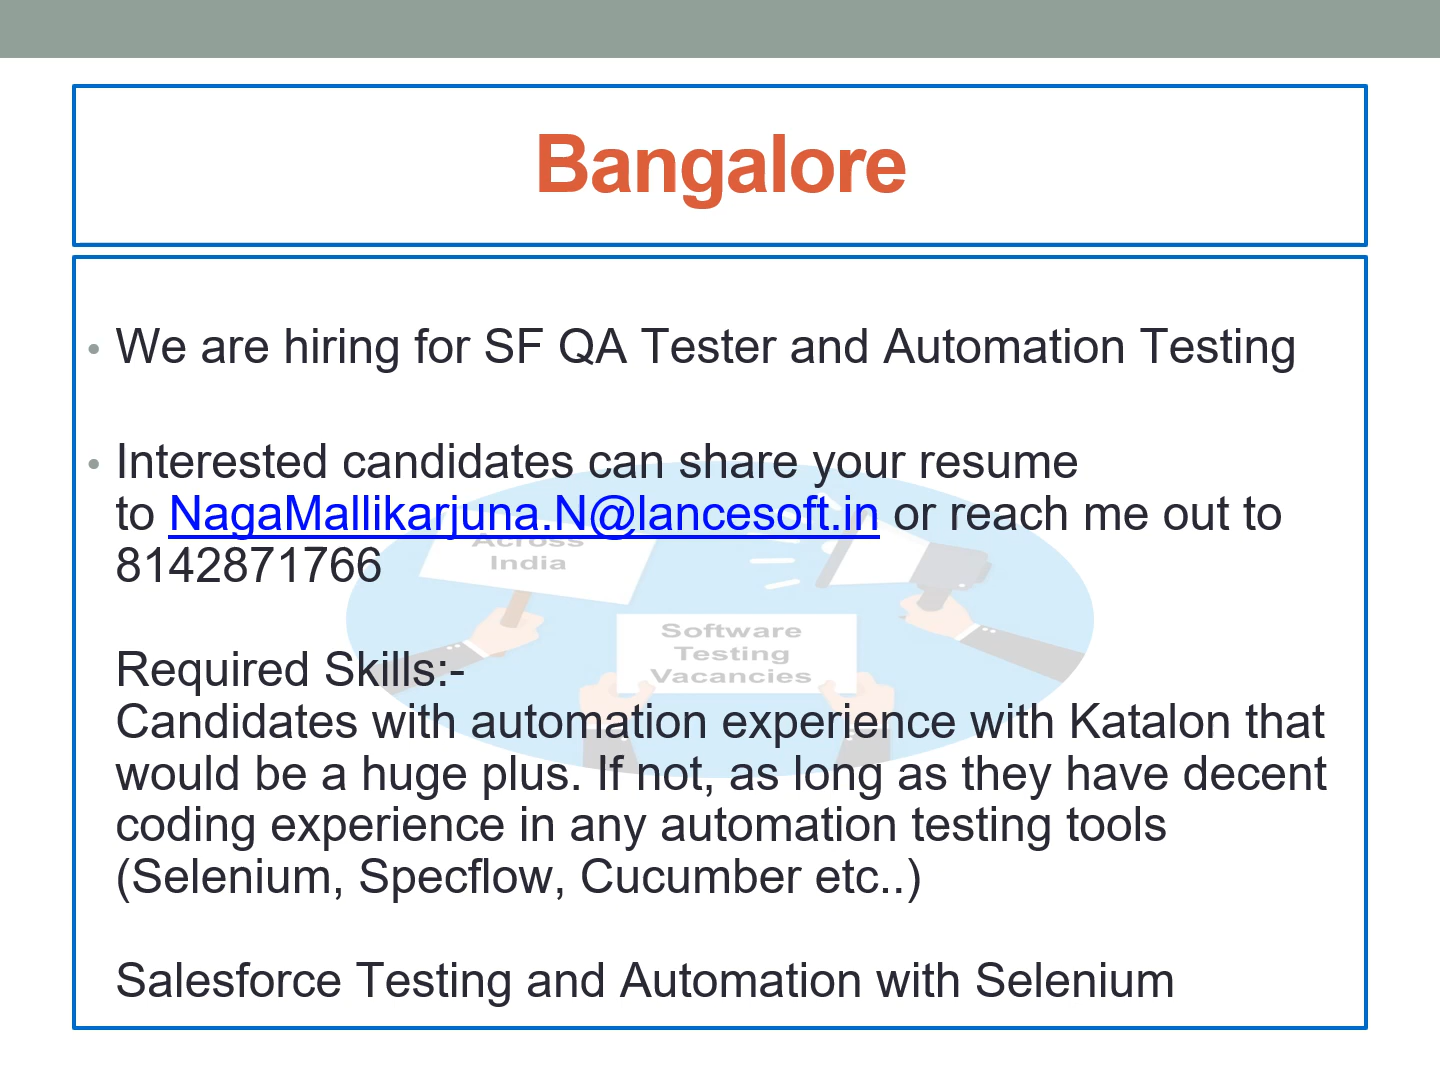 Bangalore
• We are hiring for SF QA Tester and Automation Testing
• Interested candidates can share your resume
to NagaMallikarjuna.N@lancesoft.in or reach me out to
8142871766
Across
India
Software
Testing
Vacancies
Required Skills:-
Candidates with automation experience with Katalon that
would be a huge plus. If not, as long as they have decent
coding experience in any automation testing tools
(Selenium, Specflow, Cucumber etc..)
Salesforce Testing and Automation with Selenium